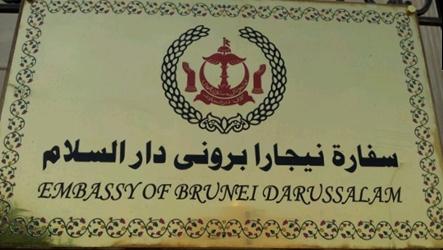 سفارة نيجارا بروني دار السلام
EMBASSY OF BRUNEI DARUSSALAM